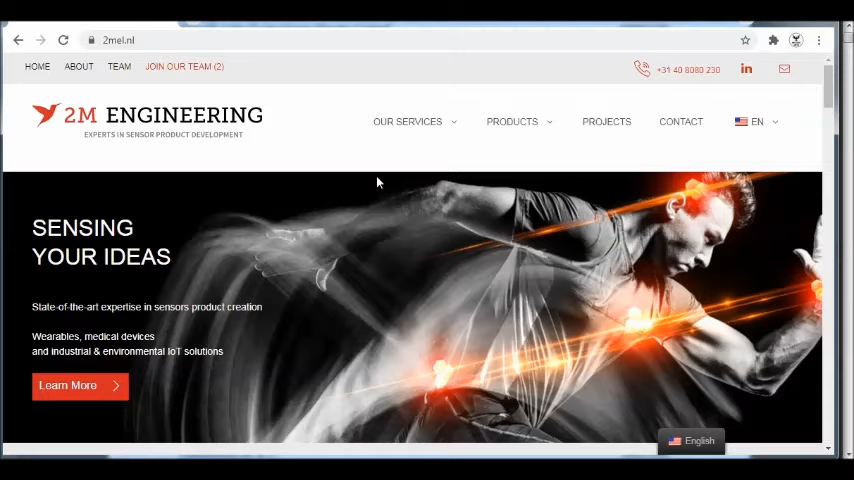 2mel.nl
HOME ABOUT TEAM JOIN OUR TEAM (2) +31 40 8080 230 in
2M ENGINEERING
EXPERTS IN SENSOR PRODUCT DEVELOPMENT
OUR SERVICES PRODUCTS PROJECTS CONTACT EN
SENSING
YOUR IDEAS
State-of-the-art expertise in sensors product creation
Wearables, medical devices
and industrial & environmental IoT solutions
Learn More
English